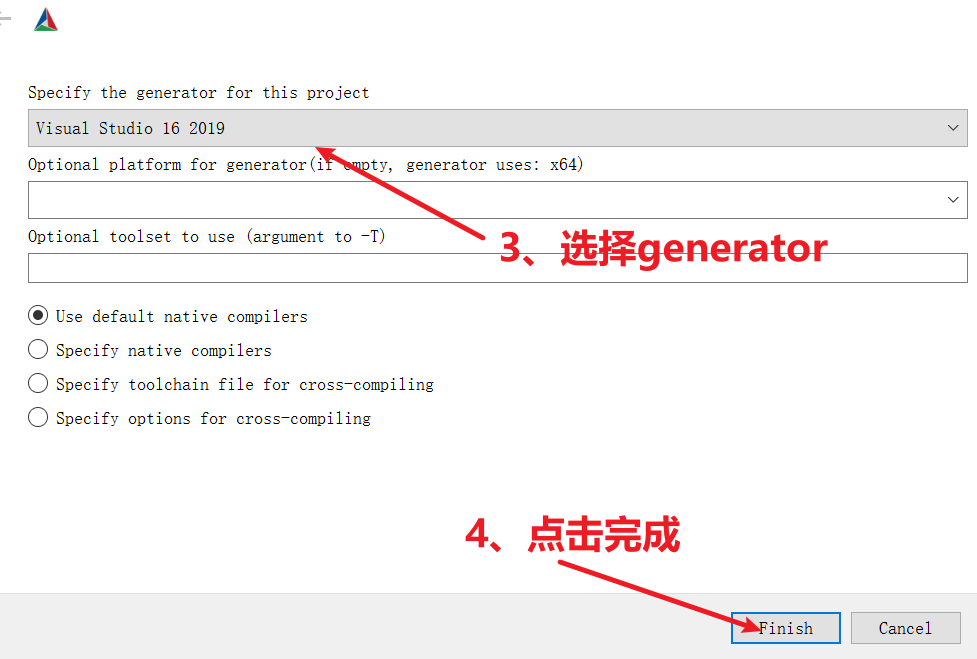 Specify the generator for this project
Visual Studio 16 2019
Optional platform for generator(if empty, generator uses: x64)
Optional toolset to use (argument to -T)
3、选择generator
Use default native compilers
Specify native compilers
Specify toolchain file for cross-compiling
Specify options for cross-compiling
4、点击完成
Finish
Cancel